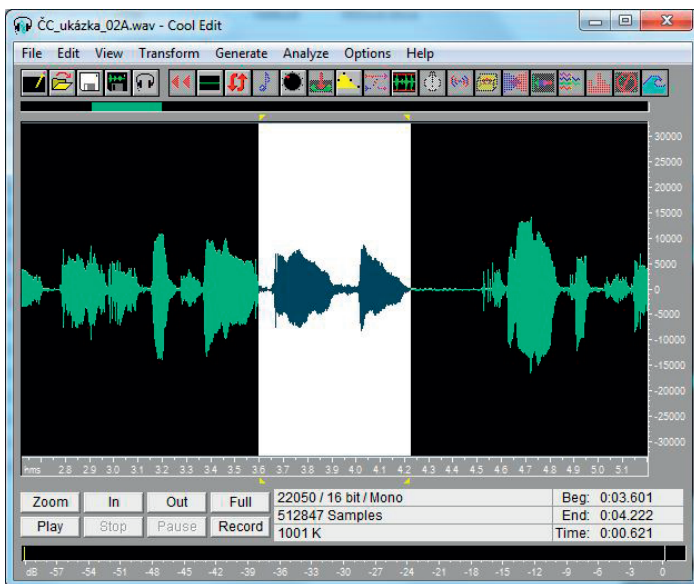 ČC_ukázka_02A.wav - Cool Edit
File Edit View Transform Generate Analyze Options Help
30000
25000
20000
15000
10000
5000
0
-5000
-10000
-15000
-20000
-25000
-30000
hms 2.8 2.9 3.0 3.1 3.2 3.3 3.4 3.5 3.6 3.7 3.8 3.9 4.0 4.1 4.2 4.3 4.4 4.5 4.6 4.7 4.8 4.9 5.0 5.1
Zoom In Out Full 22050 / 16 bit / Mono Beg: 0:03.601
512847 Samples End: 0:04.222
Play Stop Pause Record 1001 K Time: 0:00.621
dB -57 -54 -51 -48 -45 -42 -39 -36 -33 -30 -27 -24 -21 -18 -15 -12 -9 -6 -3 0